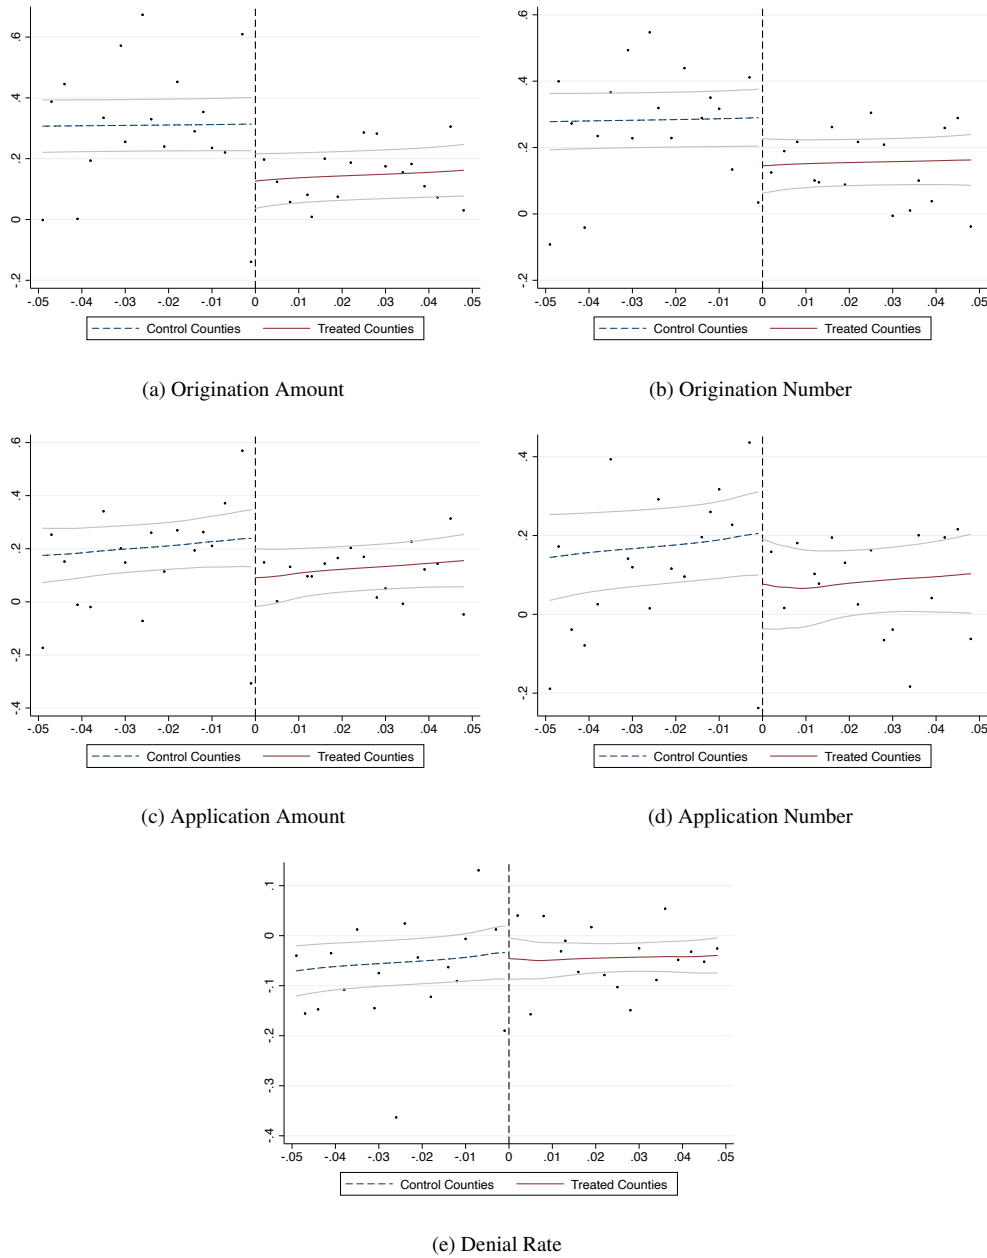 .6
.4
.2
0
-.2
-.05 -.04 -.03 -.02 -.01 0 .01 .02 .03 .04 .05
Control Counties Treated Counties
(a) Origination Amount
.6
.4
.2
0
-.2
-.05 -.04 -.03 -.02 -.01 0 .01 .02 .03 .04 .05
Control Counties Treated Counties
(b) Origination Number
.6
.4
.2
0
-.2
-.4
-.05 -.04 -.03 -.02 -.01 0 .01 .02 .03 .04 .05
Control Counties Treated Counties
(c) Application Amount
.4
.2
0
-.2
-.05 -.04 -.03 -.02 -.01 0 .01 .02 .03 .04 .05
Control Counties Treated Counties
(d) Application Number
.1
0
-.1
-.2
-.3
-.4
-.05 -.04 -.03 -.02 -.01 0 .01 .02 .03 .04 .05
Control Counties Treated Counties
(e) Denial Rate